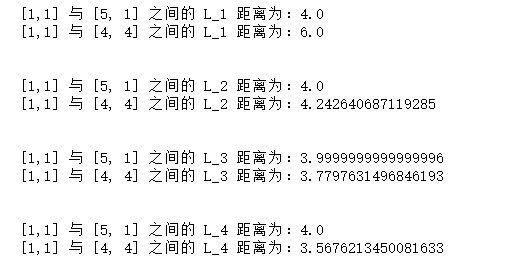 [1,1] 与 [5, 1] 之间的 L_1 距离为：4.0
[1,1] 与 [4, 4] 之间的 L_1 距离为：6.0
[1,1] 与 [5, 1] 之间的 L_2 距离为：4.0
[1,1] 与 [4, 4] 之间的 L_2 距离为：4.242640687119285
[1,1] 与 [5, 1] 之间的 L_3 距离为：3.9999999999999996
[1,1] 与 [4, 4] 之间的 L_3 距离为：3.7797631496846193
[1,1] 与 [5, 1] 之间的 L_4 距离为：4.0
[1,1] 与 [4, 4] 之间的 L_4 距离为：3.5676213450081633